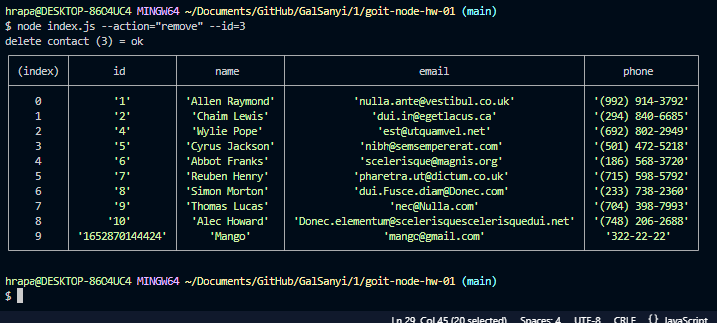 hrapa@DESKTOP-86O4UC4 MINGW64 ~/Documents/GitHub/GalSanyi/1/goit-node-hw-01 (main)
$ node index.js --action="remove" --id=3
delete contact (3) = ok
(index) id name email phone
0 '1' 'Allen Raymond' 'nulla.ante@vestibul.co.uk' '(992) 914-3792'
1 '2' 'Chaim Lewis' 'dui.in@egetlacus.ca' '(294) 840-6685'
2 '4' 'Wylie Pope' 'est@utquamvel.net' '(692) 802-2949'
3 '5' 'Cyrus Jackson' 'nibh@semsempererat.com' '(501) 472-5218'
4 '6' 'Abbot Franks' 'scelerisque@magnis.org' '(186) 568-3720'
5 '7' 'Reuben Henry' 'pharetra.ut@dictum.co.uk' '(715) 598-5792'
6 '8' 'Simon Morton' 'dui.Fusce.diam@Donec.com' '(233) 738-2360'
7 '9' 'Thomas Lucas' 'nec@Nulla.com' '(704) 398-7993'
8 '10' 'Alec Howard' 'Donec.elementum@scelerisquescelerisquedui.net' '(748) 206-2688'
9 '1652870144424' 'Mango' 'mango@gmail.com' '322-22-22'
hrapa@DESKTOP-86O4UC4 MINGW64 ~/Documents/GitHub/GalSanyi/1/goit-node-hw-01 (main)
$
Ln 29, Col 45 (20 selected) Spaces: 4 UTF-8 CRLF {} JavaScript